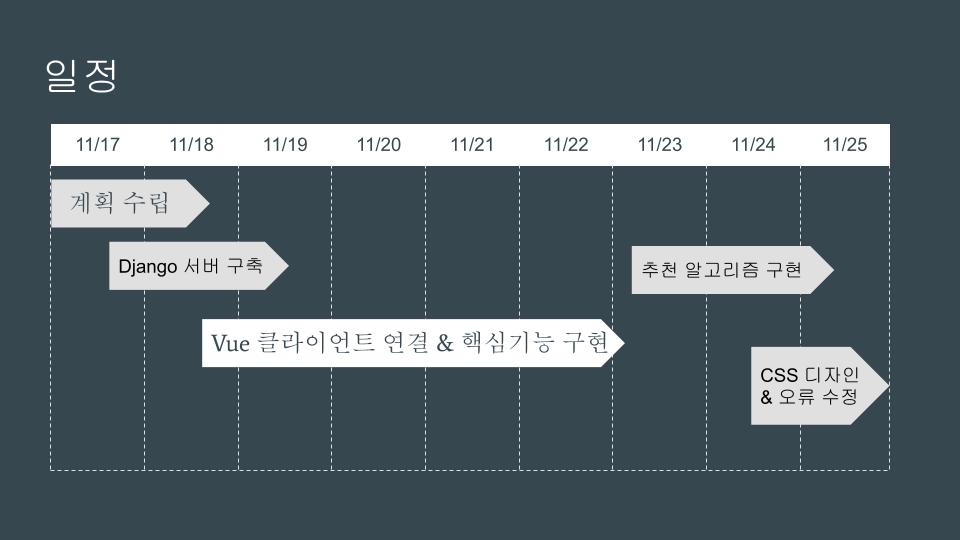 일정
11/17 11/18 11/19 11/20 11/21 11/22 11/23 11/24 11/25
계획 수립
Django 서버 구축
추천 알고리즘 구현
Vue 클라이언트 연결 & 핵심기능 구현
CSS 디자인
& 오류 수정